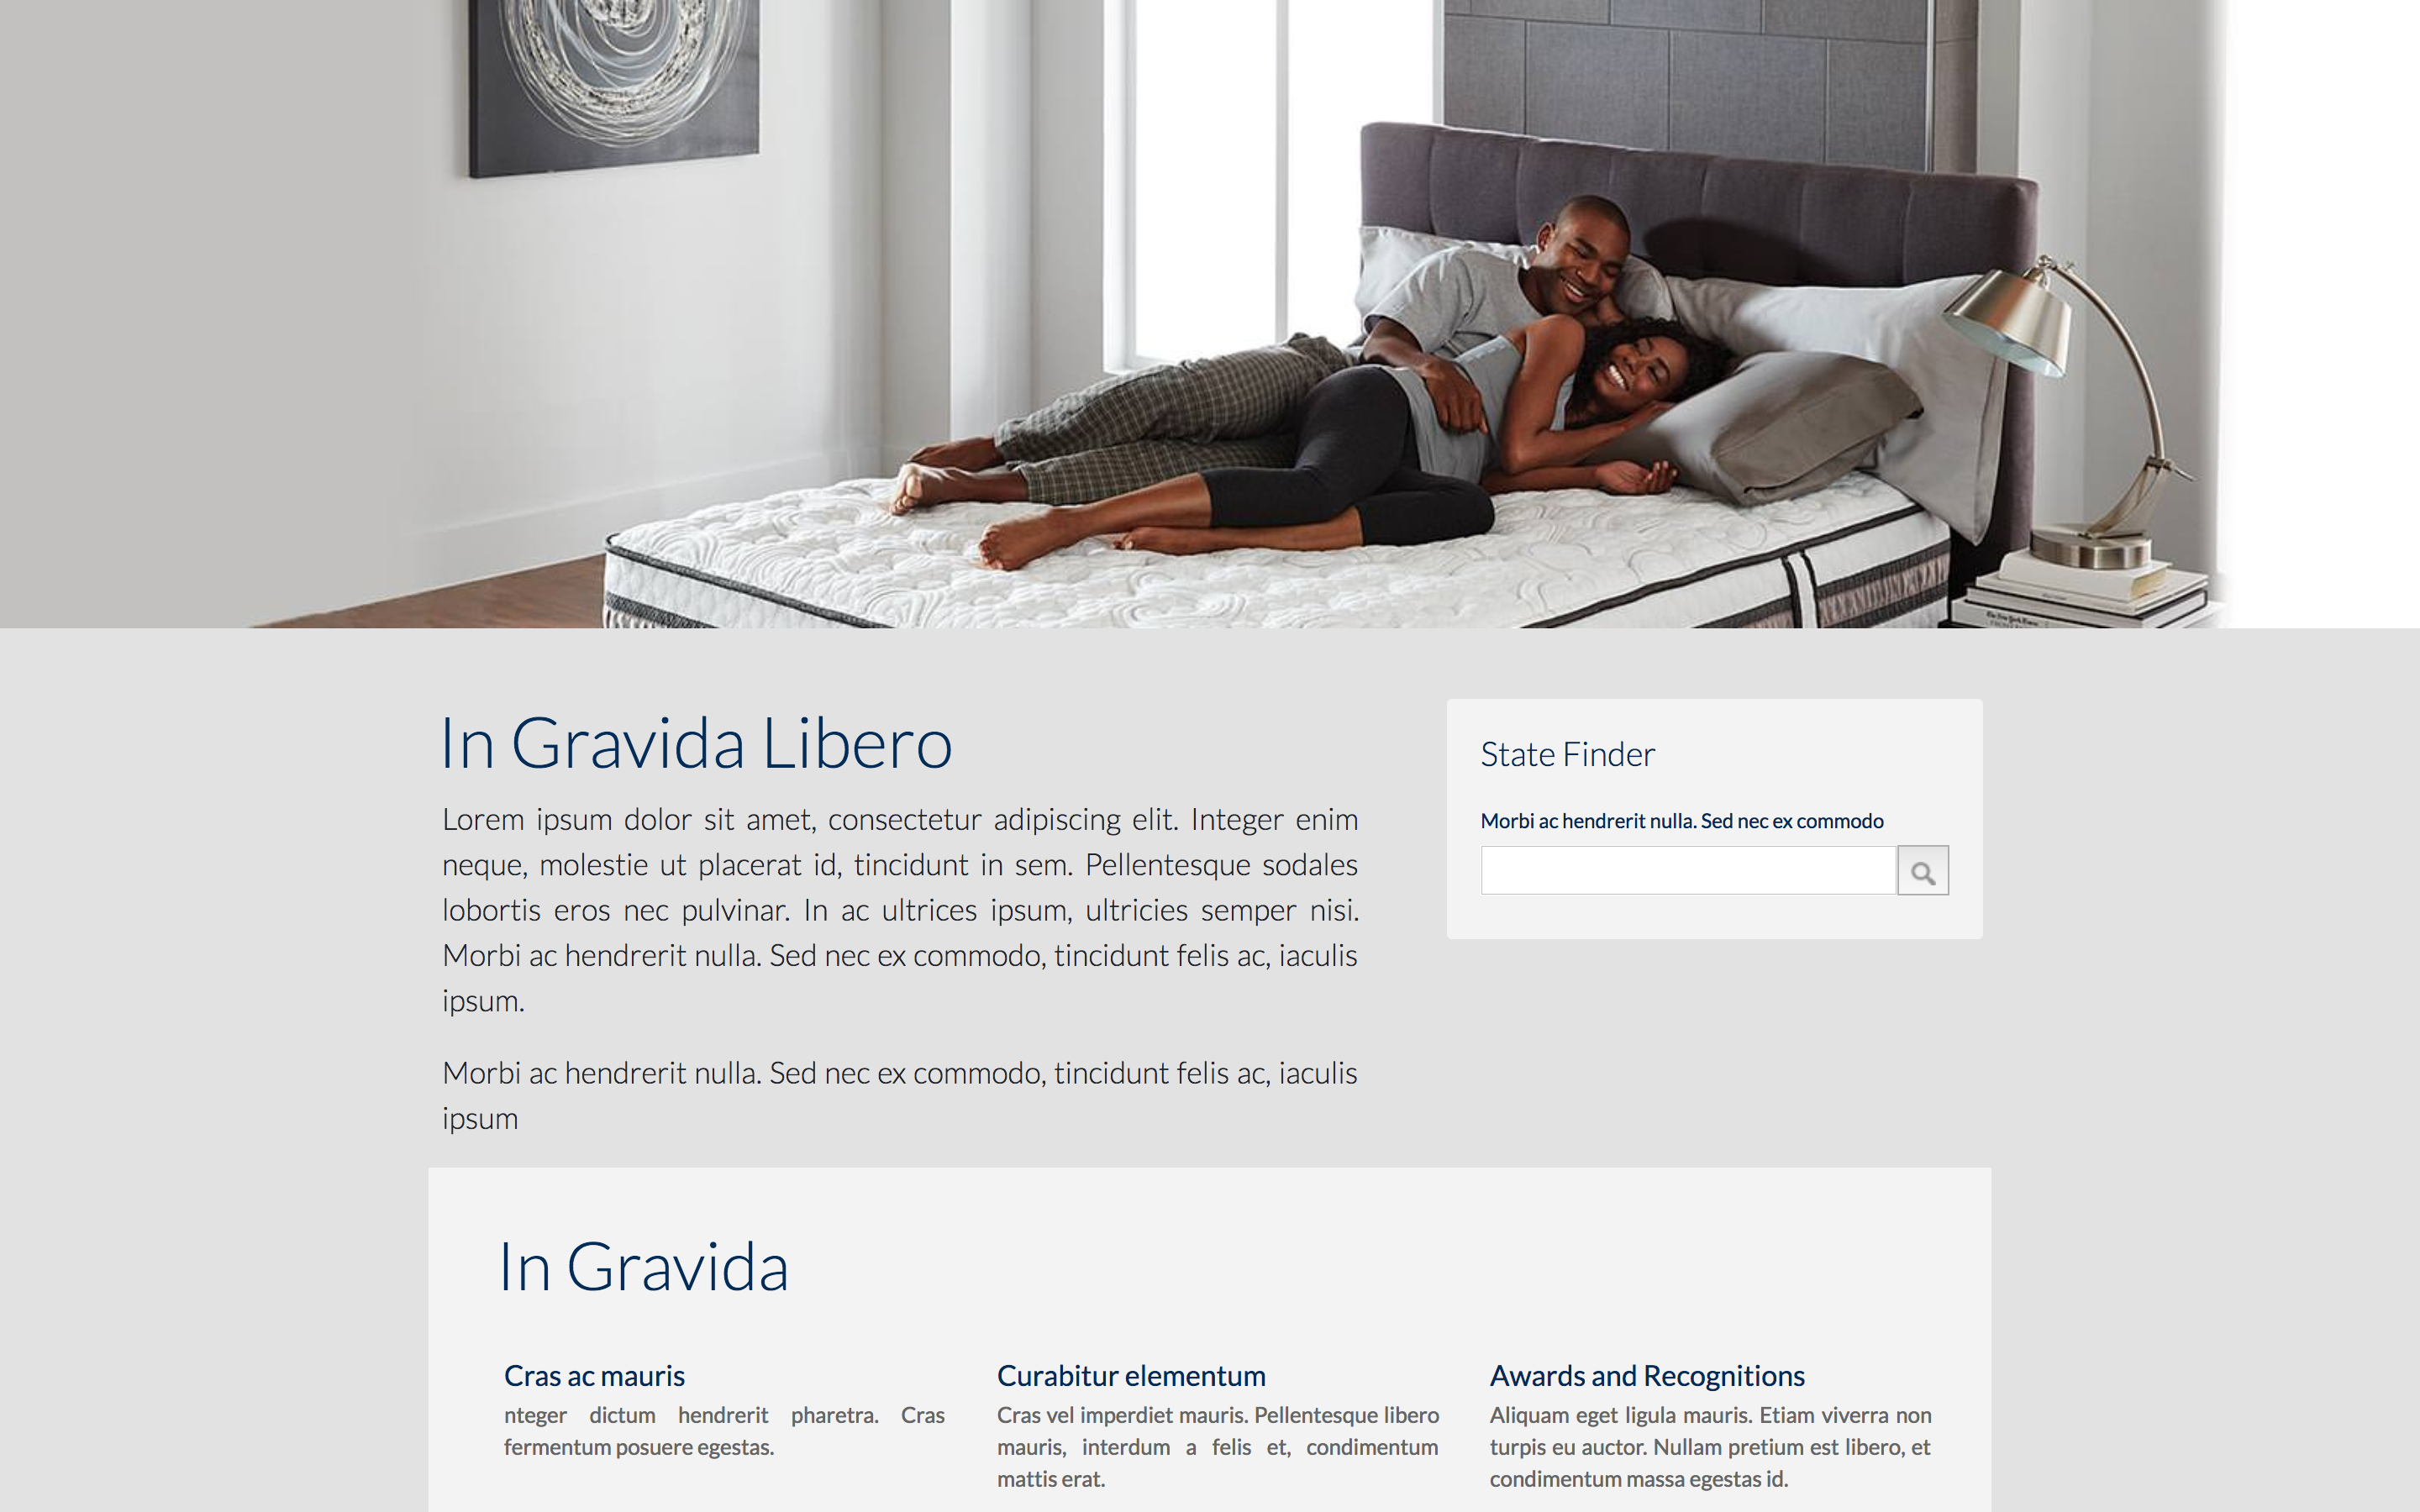 The New York Times
In Gravida Libero
Lorem ipsum dolor sit amet, consectetur adipiscing elit. Integer enim
neque, molestie ut placerat id, tincidunt in sem. Pellentesque sodales
lobortis eros nec pulvinar. In ac ultrices ipsum, ultricies semper nisi.
Morbi ac hendrerit nulla. Sed nec ex commodo, tincidunt felis ac, iaculis
ipsum.
Morbi ac hendrerit nulla. Sed nec ex commodo, tincidunt felis ac, iaculis
ipsum
State Finder
Morbi ac hendrerit nulla. Sed nec ex commodo
In Gravida
Cras ac mauris
nteger dictum hendrerit pharetra. Cras
fermentum posuere egestas.
Curabitur elementum
Cras vel imperdiet mauris. Pellentesque libero
mauris, interdum a felis et, condimentum
mattis erat.
Awards and Recognitions
Aliquam eget ligula mauris. Etiam viverra non
turpis eu auctor. Nullam pretium est libero, et
condimentum massa egestas id.